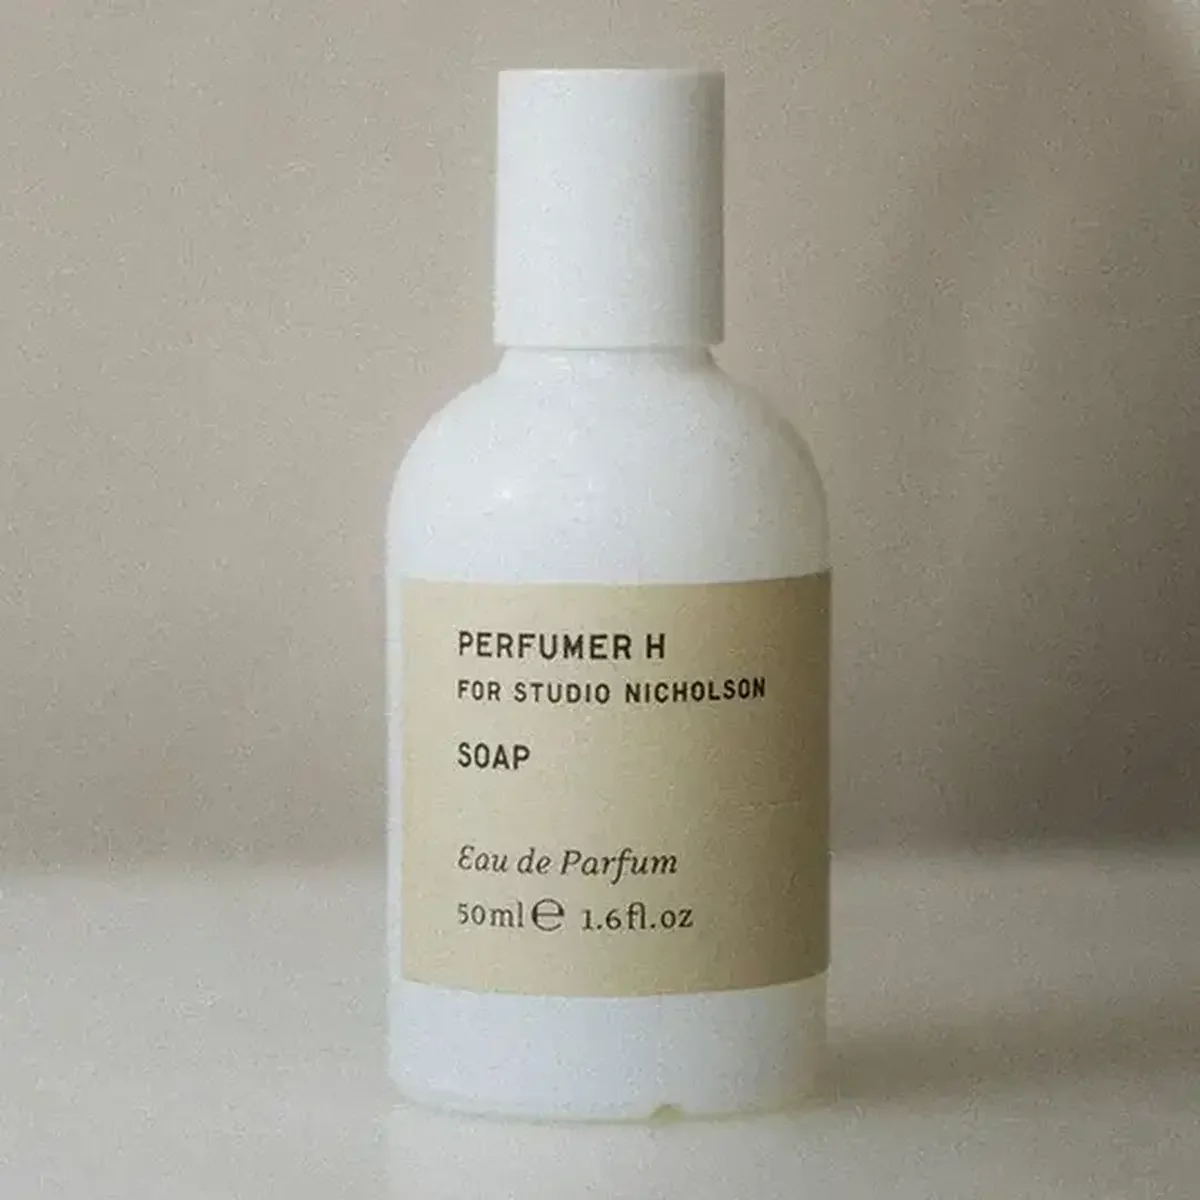 PERFUMER H
FOR STUDIO NICHOLSON
SOAP
Eau de Parfum
50ml ℮ 1.6fl.oz